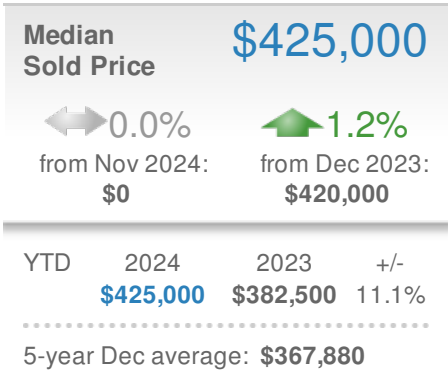 Median
Sold Price
$425,000
0.0%
from Nov 2024:
$0
1.2%
from Dec 2023:
$420,000
YTD 2024 2023 +/-
$425,000 $382,500 11.1%
5-year Dec average: $367,880